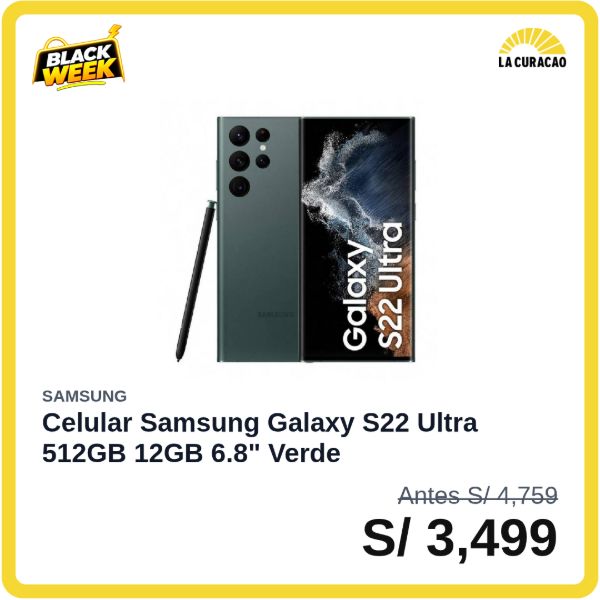 BLACK
WEEK
LA CURACAO
Galaxy
S22 Ultra
SAMSUNG
SAMSUNG
Celular Samsung Galaxy S22 Ultra
512GB 12GB 6.8" Verde
Antes S/ 4,759
S/ 3,499